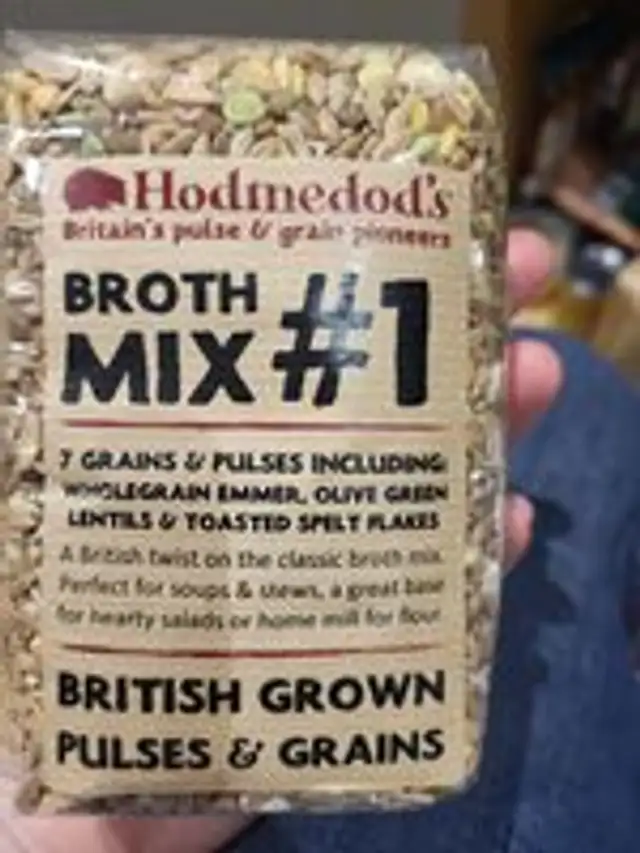 Hodmedod's
Britain's pulse & grain pioneers
BROTH
MIX #1
7 GRAINS & PULSES INCLUDING
WHOLEGRAIN EMMER, OLIVE GREEN
LENTILS & TOASTED SPELT FLAKES
A British twist on the classic broth mix.
Perfect for soups & stews, a great base
for hearty salads or home mill for flour.
BRITISH GROWN
PULSES & GRAINS